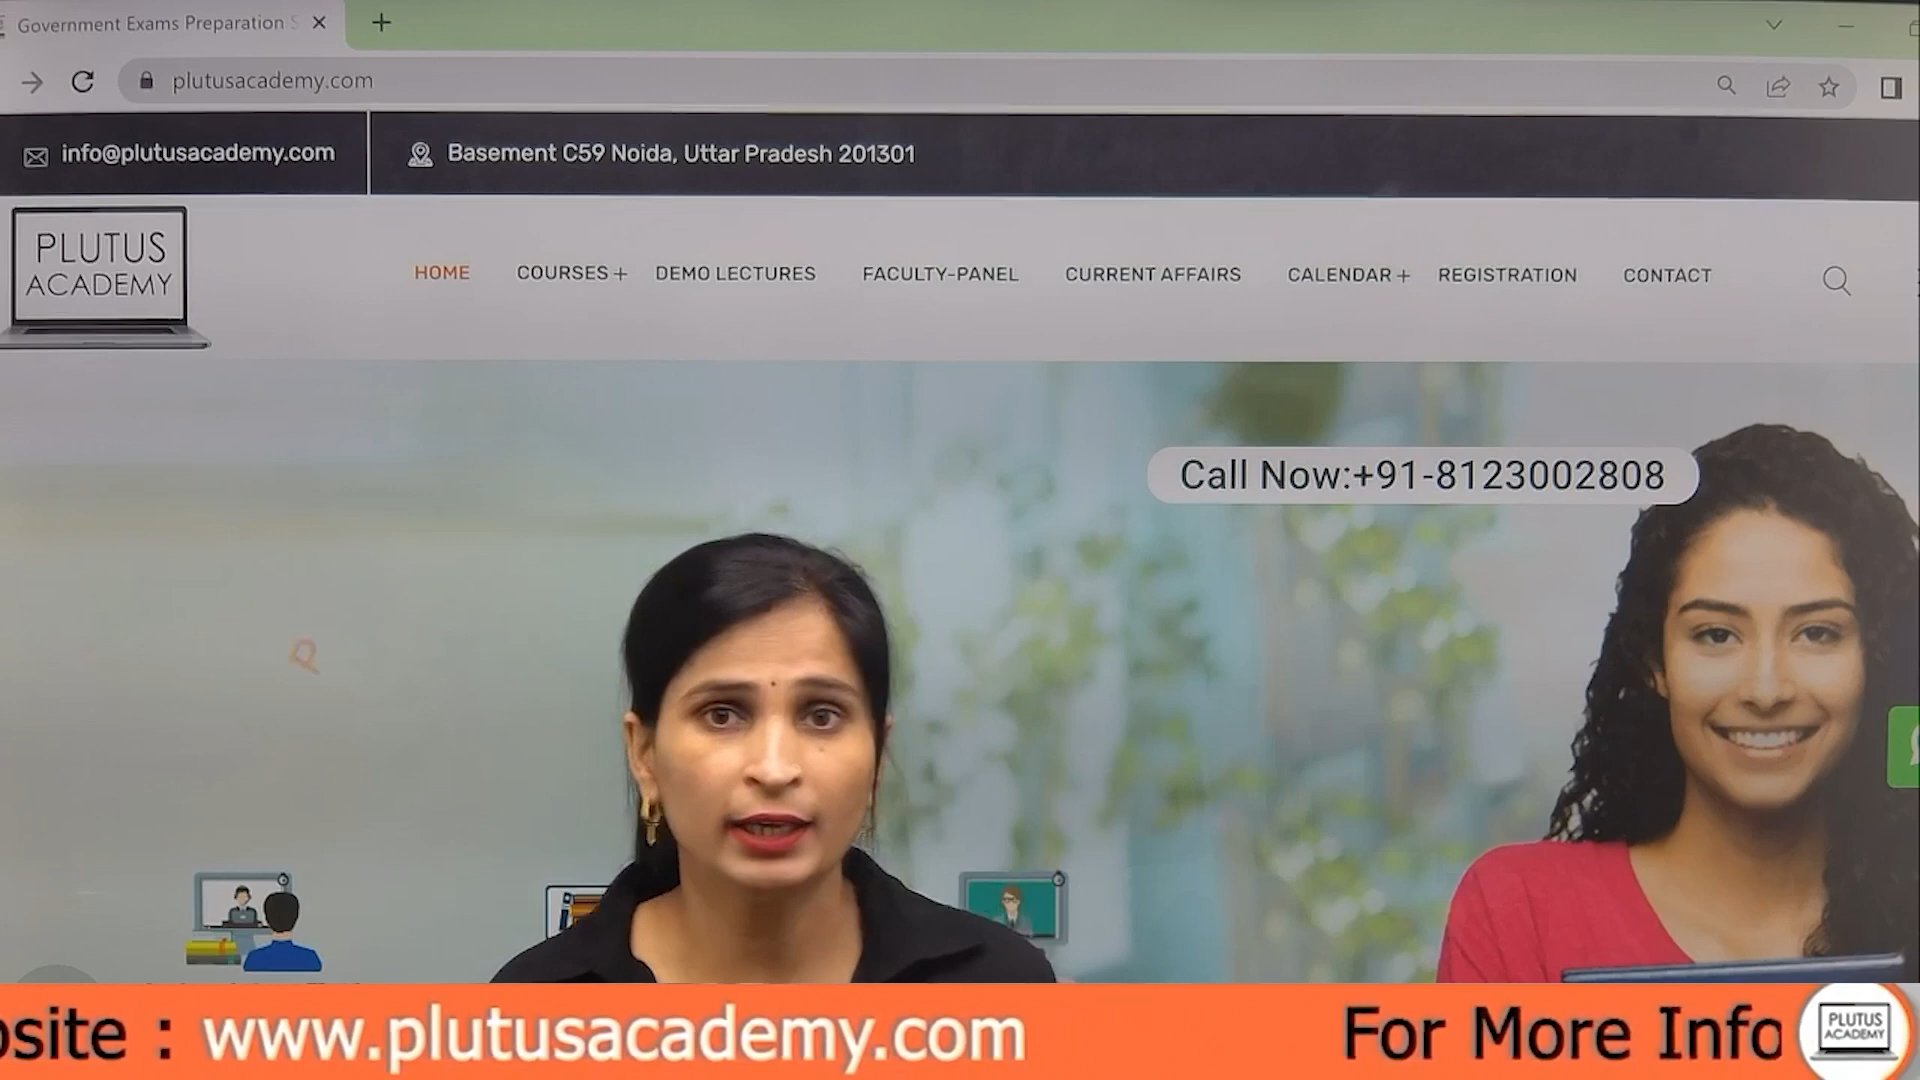 Government Exams Preparation S
plutusacademy.com
info@plutusacademy.com
Basement C59 Noida, Uttar Pradesh 201301
PLUTUS
ACADEMY
HOME
COURSES +
DEMO LECTURES
FACULTY-PANEL
CURRENT AFFAIRS
CALENDAR +
REGISTRATION
CONTACT
Call Now:+91-8123002808
osite : www.plutusacademy.com
For More Info
PLUTUS
ACADEMY